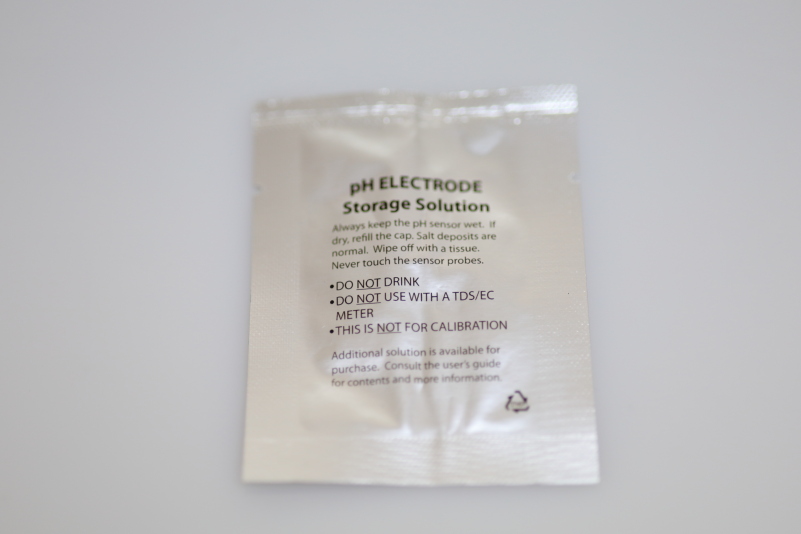 pH ELECTRODE
Storage Solution
Always keep the pH sensor wet. If
dry, refill the cap. Salt deposits are
normal. Wipe off with a tissue.
Never touch the sensor probes.
•DO NOT DRINK
•DO NOT USE WITH A TDS/EC
METER
•THIS IS NOT FOR CALIBRATION
Additional solution is available for
purchase. Consult the user's guide
for contents and more information.